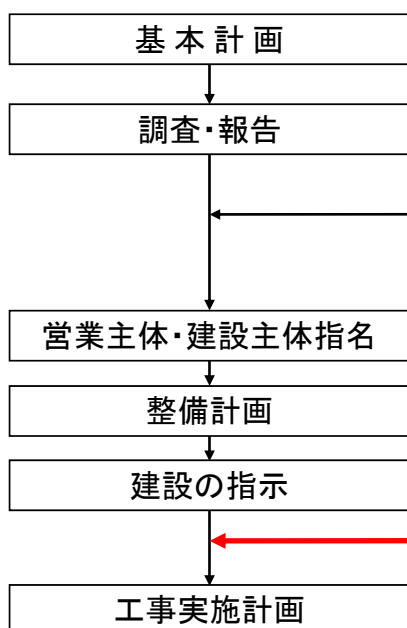 基 本 計 画
調査・報告
営業主体・建設主体指名
整備計画
建設の指示
工事実施計画